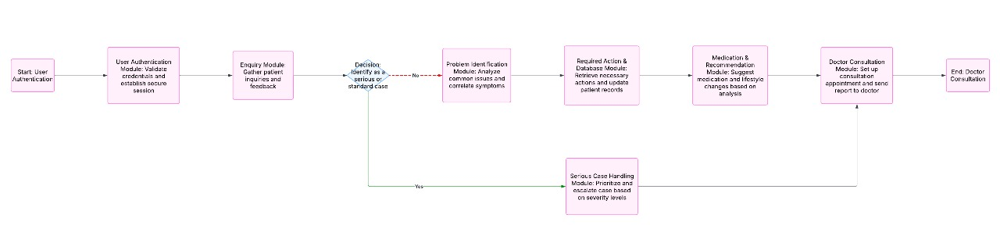 Start: User
Authentication
User Authentication
Module: Validate
credentials and
establish secure
session
Enquiry Module:
Gather patient
inquiries and
feedback
Decision:
Identify as a
serious or
standard case
No
Problem Identification
Module: Analyze
common issues and
correlate symptoms
Required Action &
Database Module:
Retrieve necessary
actions and update
patient records
Medication &
Recommendation
Module: Suggest
medication and lifestyle
changes based on
analysis
Doctor Consultation
Module: Set up
consultation
appointment and send
report to doctor
End: Doctor
Consultation
Yes
Serious Case Handling
Module: Prioritize and
escalate case based
on severity levels